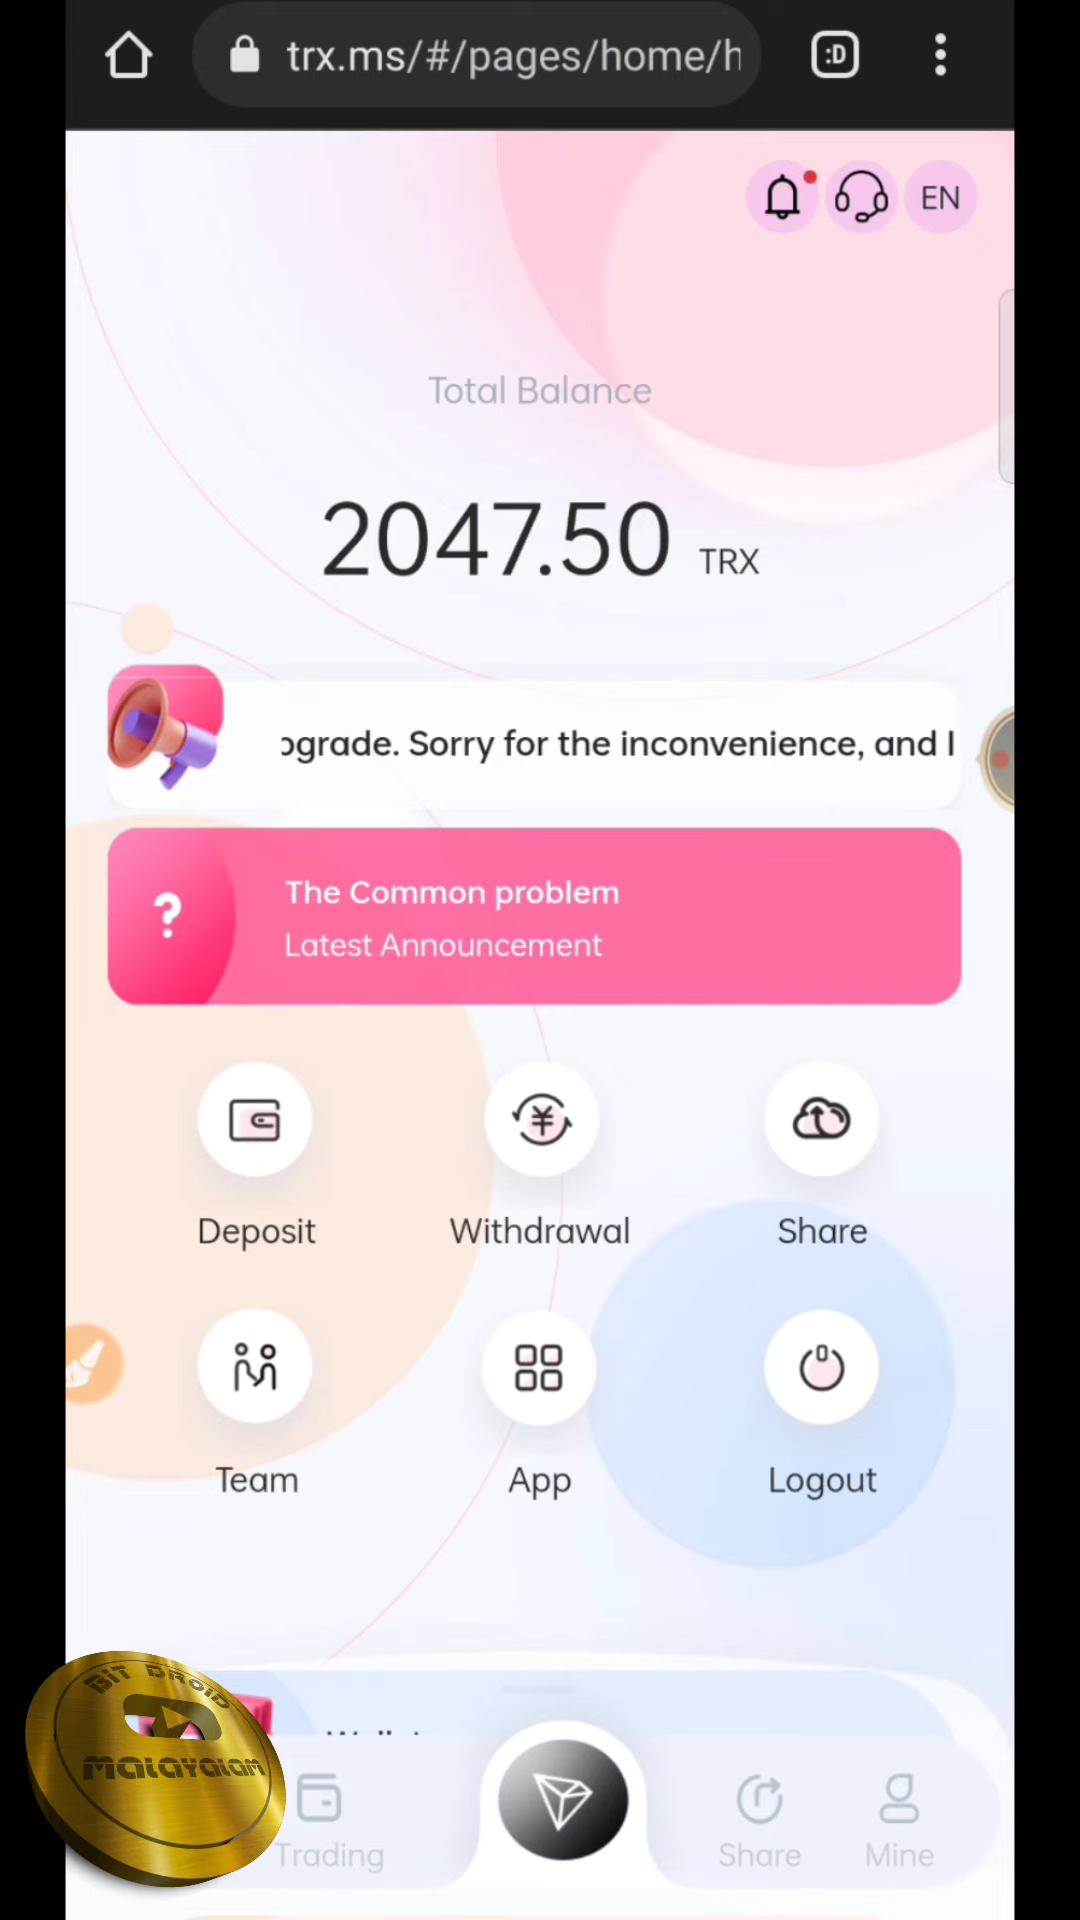 trx.ms/#/pages/home/h
:D
EN
Total Balance
2047.50 TRX
ograde. Sorry for the inconvenience, and I
?
The Common problem
Latest Announcement
¥
Deposit
Withdrawal
Share
Team
App
Logout
BIT DROID
MALAYALAM
Trading
Share
Mine